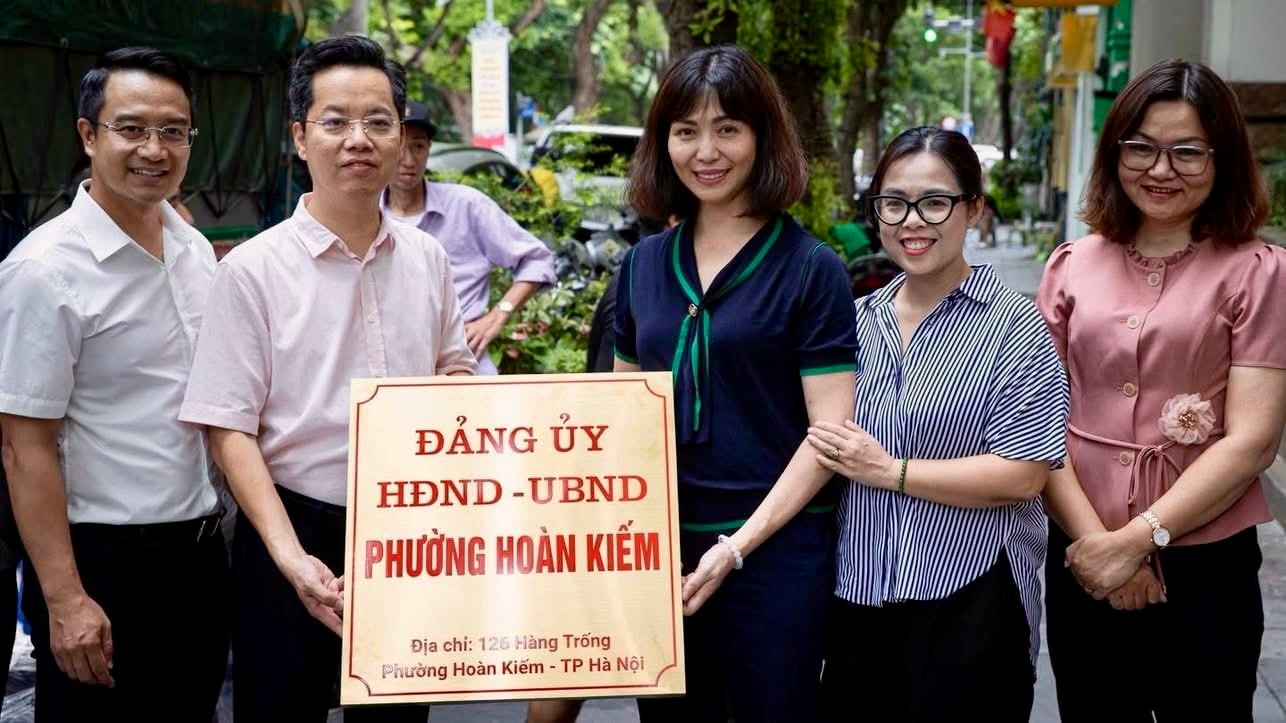 ĐẢNG ỦY
HĐND - UBND
PHƯỜNG HOÀN KIẾM
Địa chỉ: 126 Hàng Trống
Phường Hoàn Kiếm - TP Hà Nội